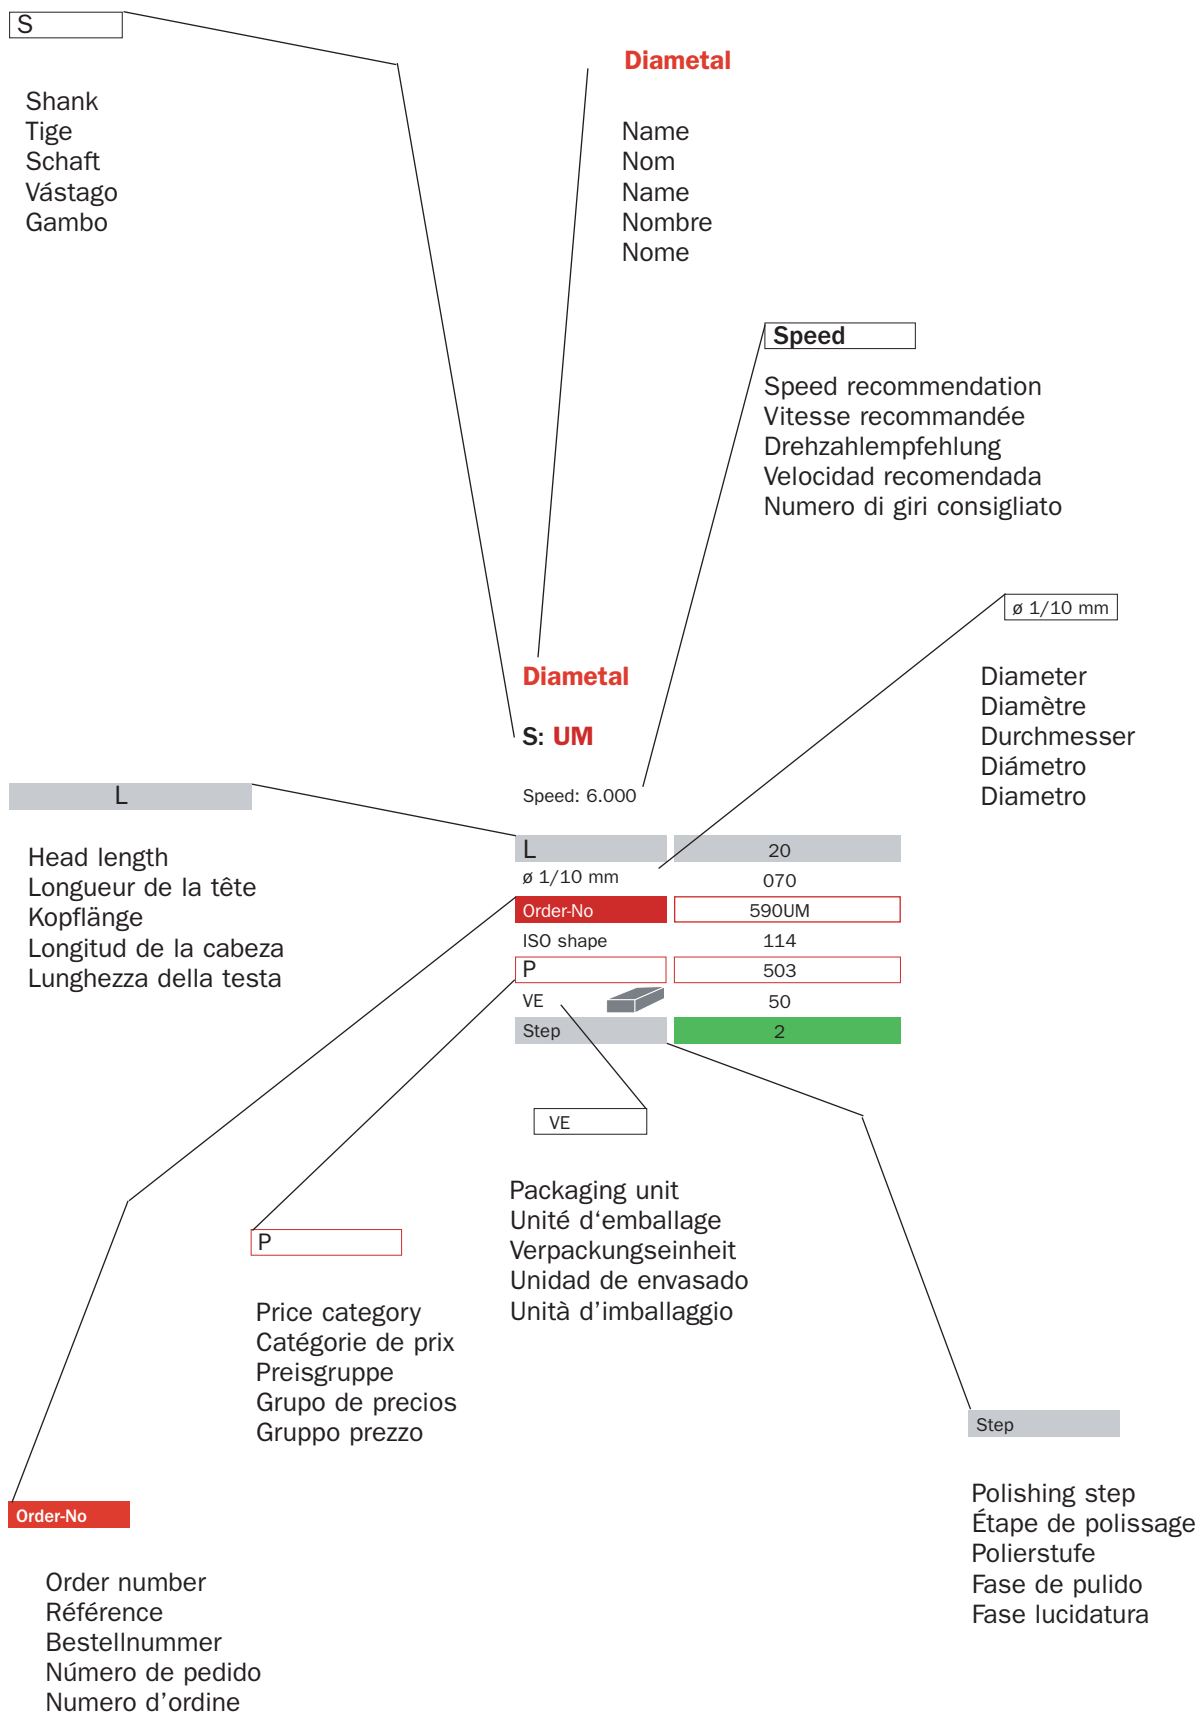 S
Shank
Tige
Schaft
Vástago
Gambo
Diametal
Name
Nom
Name
Nombre
Nome
Speed
Speed recommendation
Vitesse recommandée
Drehzahlempfehlung
Velocidad recomendada
Numero di giri consigliato
ø 1/10 mm
Diameter
Diamètre
Durchmesser
Diámetro
Diametro
L
Head length
Longueur de la tête
Kopflänge
Longitud de la cabeza
Lunghezza della testa
Diametal
S: UM
Speed: 6.000
L 20
ø 1/10 mm 070
Order-No 590UM
ISO shape 114
P 503
VE 50
Step 2
VE
Packaging unit
Unité d‘emballage
Verpackungseinheit
Unidad de envasado
Unità d’imballaggio
P
Price category
Catégorie de prix
Preisgruppe
Grupo de precios
Gruppo prezzo
Step
Polishing step
Étape de polissage
Polierstufe
Fase de pulido
Fase lucidatura
Order-No
Order number
Référence
Bestellnummer
Número de pedido
Numero d’ordine